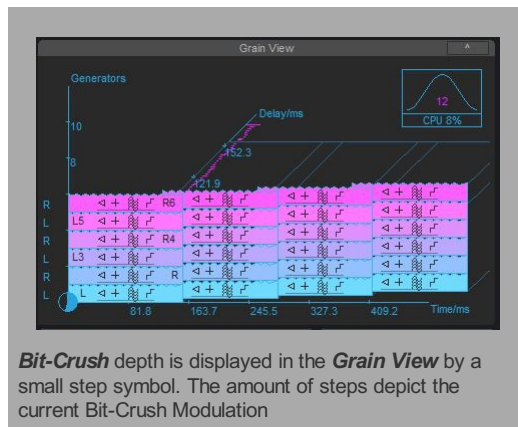 Grain View
^
Generators
12
CPU 8%
Delay/ms
10
152.3
8
121.9
R R6
L L5
R R4
L L3
R R
L L
81.8 163.7 245.5 327.3 409.2 Time/ms
Bit-Crush depth is displayed in the Grain View by a
small step symbol. The amount of steps depict the
current Bit-Crush Modulation